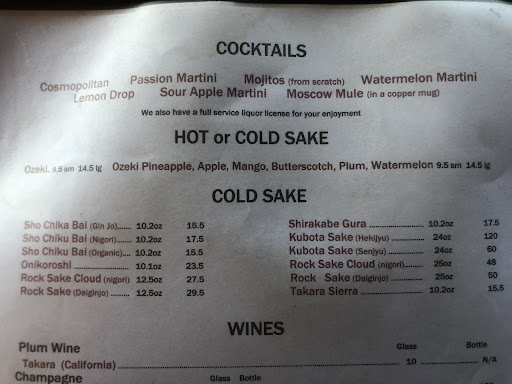 COCKTAILS
Cosmopolitan Passion Martini Mojitos (from scratch) Watermelon Martini
Lemon Drop Sour Apple Martini Moscow Mule (in a copper mug)
We also have a full service liquor license for your enjoyment
HOT or COLD SAKE
Ozeki. 9.5 sm 14.5 lg Ozeki Pineapple, Apple, Mango, Butterscotch, Plum, Watermelon 9.5 sm 14.5 lg
COLD SAKE
Sho Chika Bai (Gin Jo)...... 10.2oz 15.5
Sho Chiku Bai (Nigori)....... 10.2oz 17.5
Sho Chiku Bai (Organic).... 10.2oz 15.5
Onikoroshi ........................ 10.1oz 23.5
Rock Sake Cloud (nigori) 12.5oz 27.5
Rock Sake (Daiginjo) ........ 12.5oz 29.5
Shirakabe Gura ........................ 10.2oz 17.5
Kubota Sake (Hekijyu) .............. 24oz 120
Kubota Sake (Senjyu) .............. 24oz 60
Rock Sake Cloud (nigori)........ 25oz 48
Rock Sake (Daiginjo) ............. 25oz 50
Takara Sierra ........................ 10.2oz 15.5
WINES
Glass Bottle
Plum Wine
Takara (California) ........................ 10 ............ N/A
Champagne Glass Bottle